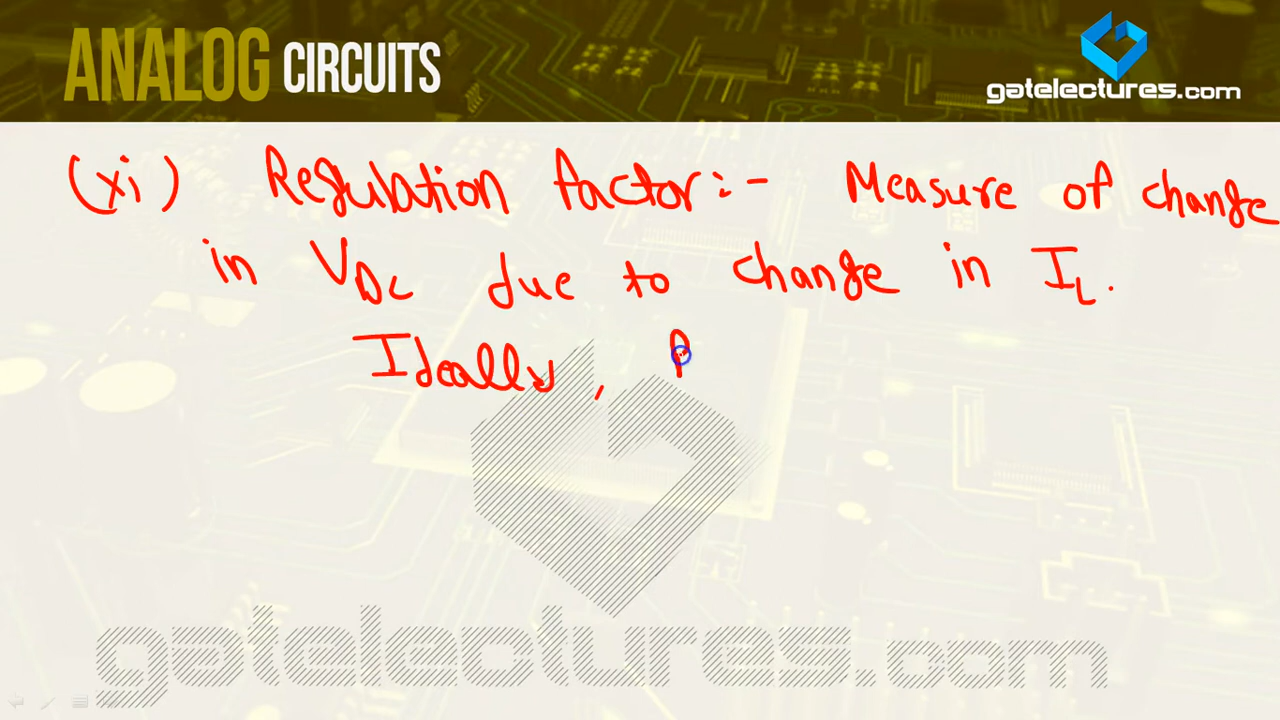 ANALOG CIRCUITS
gatelectures.com
(xi) Regulation factor:- Measure of change
in VDC due to change in IL.
Ideally, R
gatelectures.com